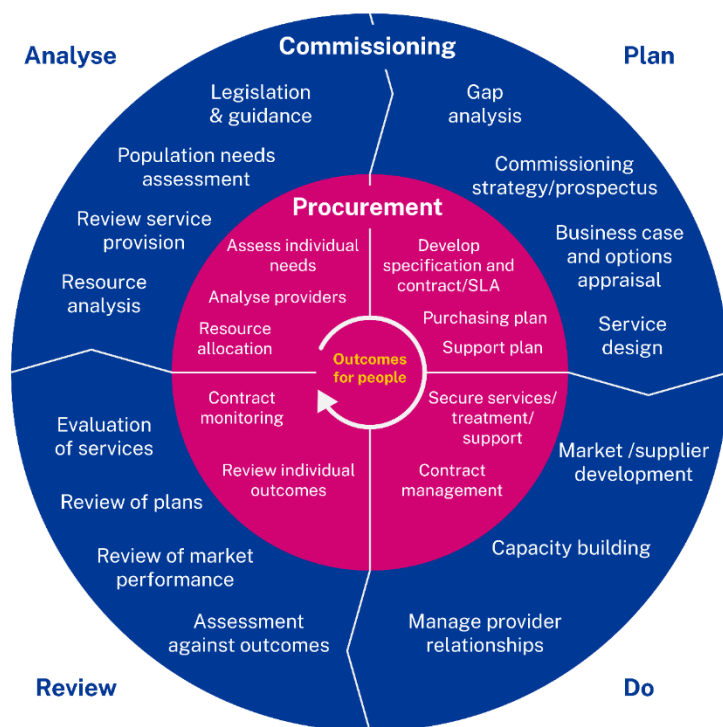 Analyse
Commissioning
Plan
Legislation
& guidance
Population needs
assessment
Review service
provision
Resource
analysis
Gap
analysis
Commissioning
strategy/prospectus
Business case
and options
appraisal
Service
design
Procurement
Assess individual
needs
Analyse providers
Resource
allocation
Develop
specification and
contract/SLA
Purchasing plan
Support plan
Outcomes
for people
Contract
monitoring
Review individual
outcomes
Secure services/
treatment/
support
Contract
management
Evaluation
of services
Review of plans
Review of market
performance
Assessment
against outcomes
Market /supplier
development
Capacity building
Manage provider
relationships
Review
Do